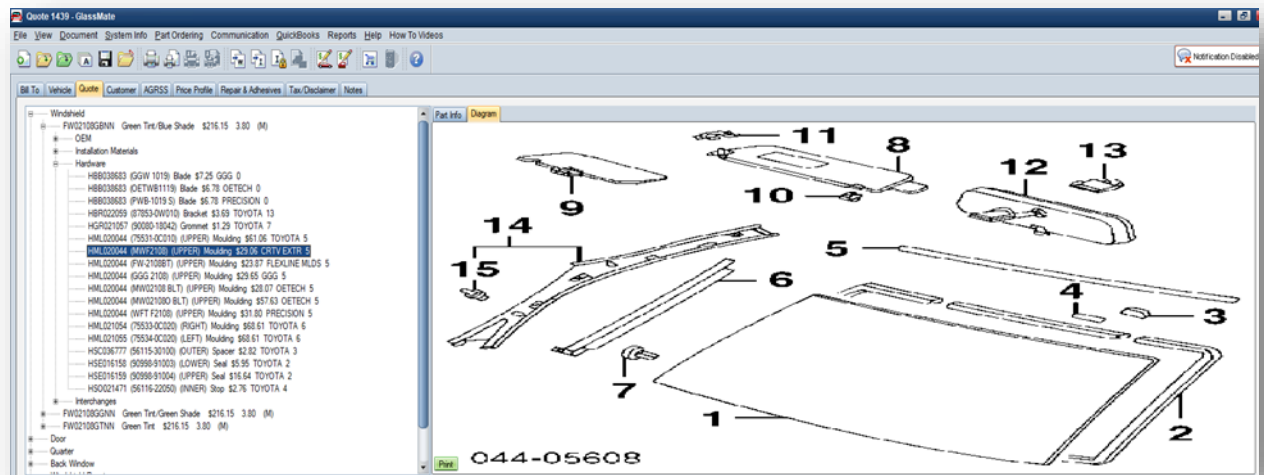 Quote 1439 - GlassMate
File View Document System Info Part Ordering Communication QuickBooks Reports Help How To Videos
Notification Disabled
Bill To Vehicle Quote Customer AGRSS Price Profile Repair & Adhesives Tax/Disclaimer Notes
Windshield
FW02108GBNN Green Tint/Blue Shade $216.15 3.80 (M)
OEM
Installation Materials
Hardware
HBB038683 (GGW 1019) Blade $7.25 GGG 0
HBB038683 (OETWB1119) Blade $6.78 OETECH 0
HBB038683 (PWB-1019 S) Blade $6.78 PRECISION 0
HBR022059 (87853-0W010) Bracket $3.69 TOYOTA 13
HGR021057 (90080-18042) Grommet $1.29 TOYOTA 7
HML020044 (75531-0C010) (UPPER) Moulding $61.06 TOYOTA 5
HML020044 (MWF2108) (UPPER) Moulding $29.06 CRTV EXTR 5
HML020044 (FW-2108BT) (UPPER) Moulding $23.87 FLEXLINE MLDS 5
HML020044 (GGG 2108) (UPPER) Moulding $29.65 GGG 5
HML020044 (MW02108 BLT) (UPPER) Moulding $28.07 OETECH 5
HML020044 (MW02108O BLT) (UPPER) Moulding $57.63 OETECH 5
HML020044 (WFT F2108) (UPPER) Moulding $31.80 PRECISION 5
HML021054 (75533-0C020) (RIGHT) Moulding $68.61 TOYOTA 6
HML021055 (75534-0C020) (LEFT) Moulding $68.61 TOYOTA 6
HSC036777 (56115-30100) (OUTER) Spacer $2.82 TOYOTA 3
HSE016158 (90998-91003) (LOWER) Seal $5.95 TOYOTA 2
HSE016159 (90998-91004) (UPPER) Seal $16.64 TOYOTA 2
HSO021471 (56116-22050) (INNER) Stop $2.76 TOYOTA 4
Interchanges
FW02108GGNN Green Tint/Green Shade $216.15 3.80 (M)
FW02108GTNN Green Tint $216.15 3.80 (M)
Door
Quarter
Back Window
Part Info Diagram
11
8
13
12
9
10
14
5
15
6
4
3
7
1
2
Print 044-05608